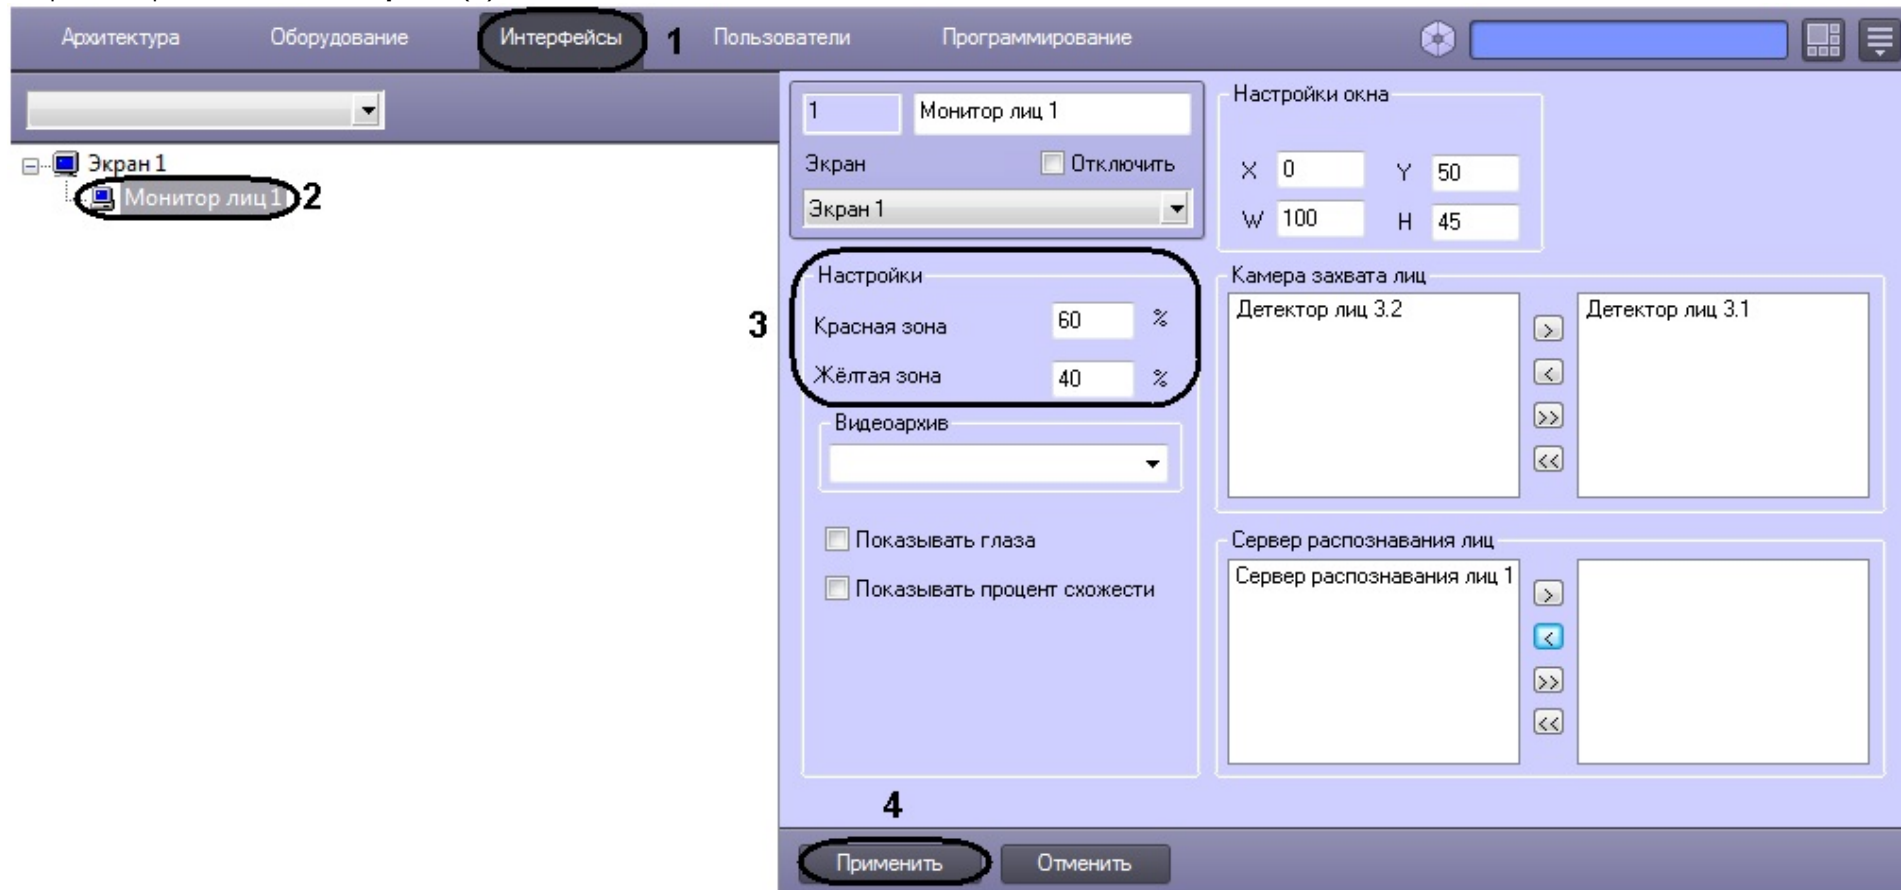 Архитектура Оборудование Интерфейсы 1 Пользователи Программирование
1 Монитор лиц 1
Экран Отключить
Экран 1
Экран 1
Монитор лиц 1 2
Настройки окна
X 0 Y 50
W 100 H 45
3
Настройки
Красная зона 60 %
Жёлтая зона 40 %
Видеоархив
Показывать глаза
Показывать процент схожести
Камера захвата лиц
Детектор лиц 3.2 Детектор лиц 3.1
>
<
>>
<<
Сервер распознавания лиц
Сервер распознавания лиц 1
>
<
>>
<<
4
Применить Отменить